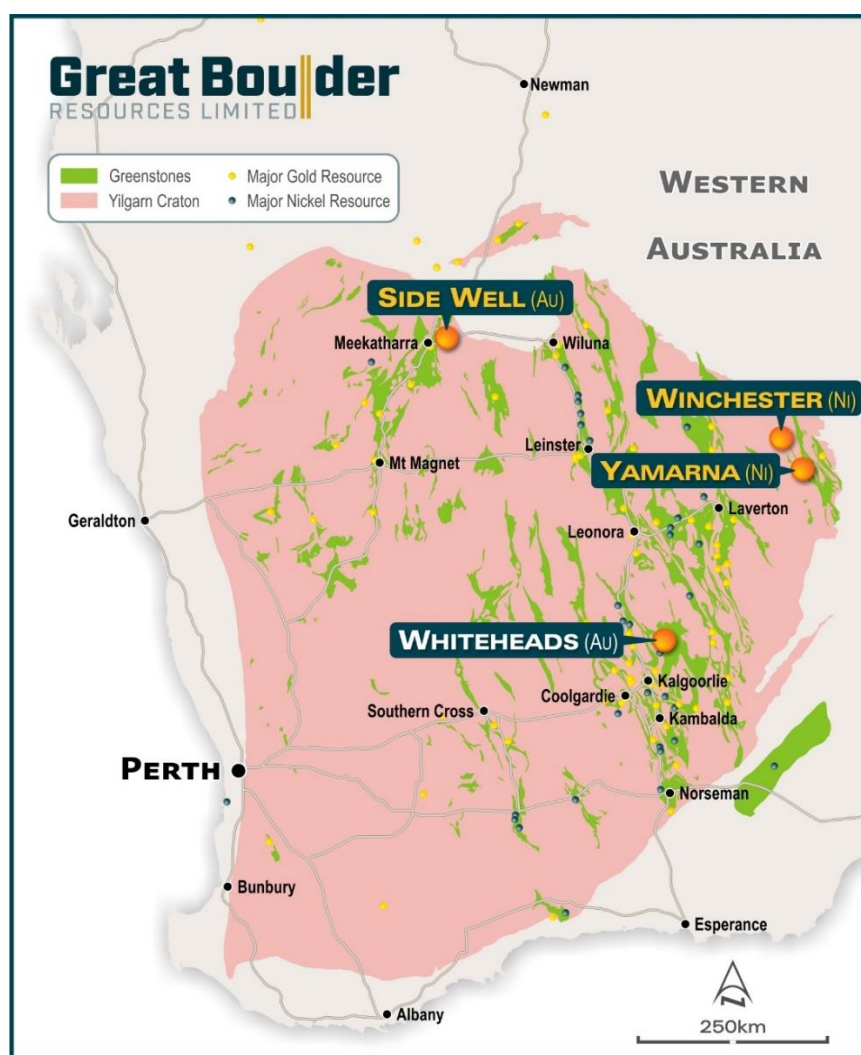 Great Boulder
RESOURCES LIMITED
Greenstones
Major Gold Resource
Yilgarn Craton
Major Nickel Resource
Newman
WESTERN
AUSTRALIA
SIDE WELL (AU)
Meekatharra
Wiluna
WINCHESTER (NI)
Leinster
Mt Magnet
YAMARNA (NI)
Laverton
Geraldton
Leonora
WHITEHEADS (AU)
Kalgoorlie
Coolgardie
Southern Cross
Kambalda
PERTH
Norseman
Bunbury
Esperance
Albany
250km